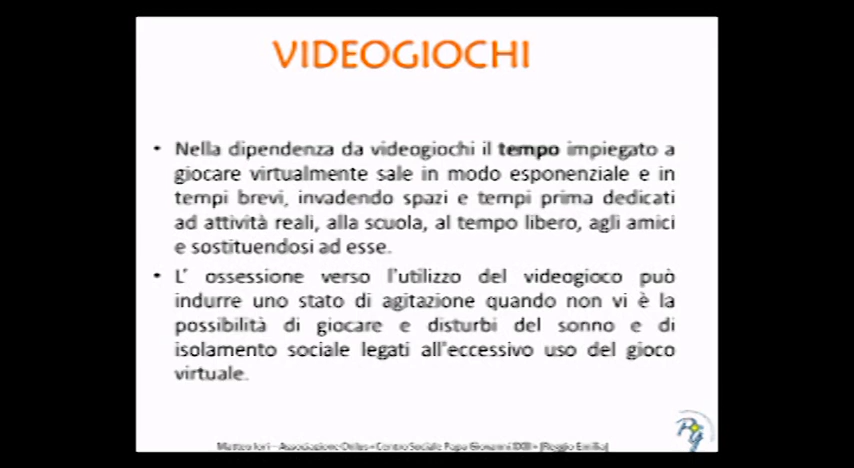 VIDEOGIOCHI
• Nella dipendenza da videogiochi il tempo impiegato a
giocare virtualmente sale in modo esponenziale e in
tempi brevi, invadendo spazi e tempi prima dedicati
ad attività reali, alla scuola, al tempo libero, agli amici
e sostituendosi ad esse.
• L' ossessione verso l'utilizzo del videogioco può
indurre uno stato di agitazione quando non vi è la
possibilità di giocare e disturbi del sonno e di
isolamento sociale legati all'eccessivo uso del gioco
virtuale.
Matteo Iori – Associazione Onlus «Centro Sociale Papa Giovanni XXIII» (Reggio Emilia)